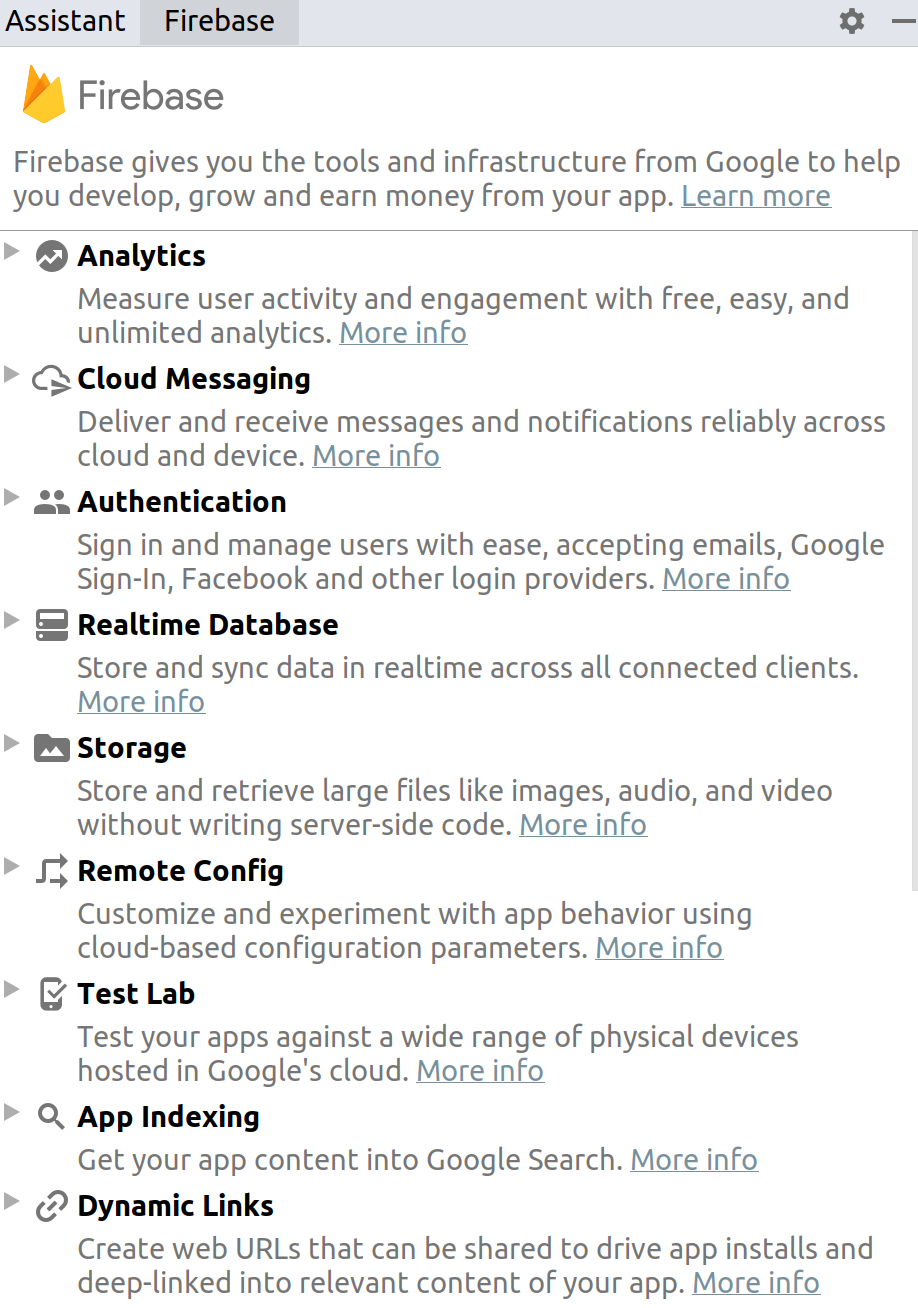 Assistant Firebase
Firebase
Firebase gives you the tools and infrastructure from Google to help
you develop, grow and earn money from your app. Learn more
Analytics
Measure user activity and engagement with free, easy, and
unlimited analytics. More info
Cloud Messaging
Deliver and receive messages and notifications reliably across
cloud and device. More info
Authentication
Sign in and manage users with ease, accepting emails, Google
Sign-In, Facebook and other login providers. More info
Realtime Database
Store and sync data in realtime across all connected clients.
More info
Storage
Store and retrieve large files like images, audio, and video
without writing server-side code. More info
Remote Config
Customize and experiment with app behavior using
cloud-based configuration parameters. More info
Test Lab
Test your apps against a wide range of physical devices
hosted in Google's cloud. More info
App Indexing
Get your app content into Google Search. More info
Dynamic Links
Create web URLs that can be shared to drive app installs and
deep-linked into relevant content of your app. More info